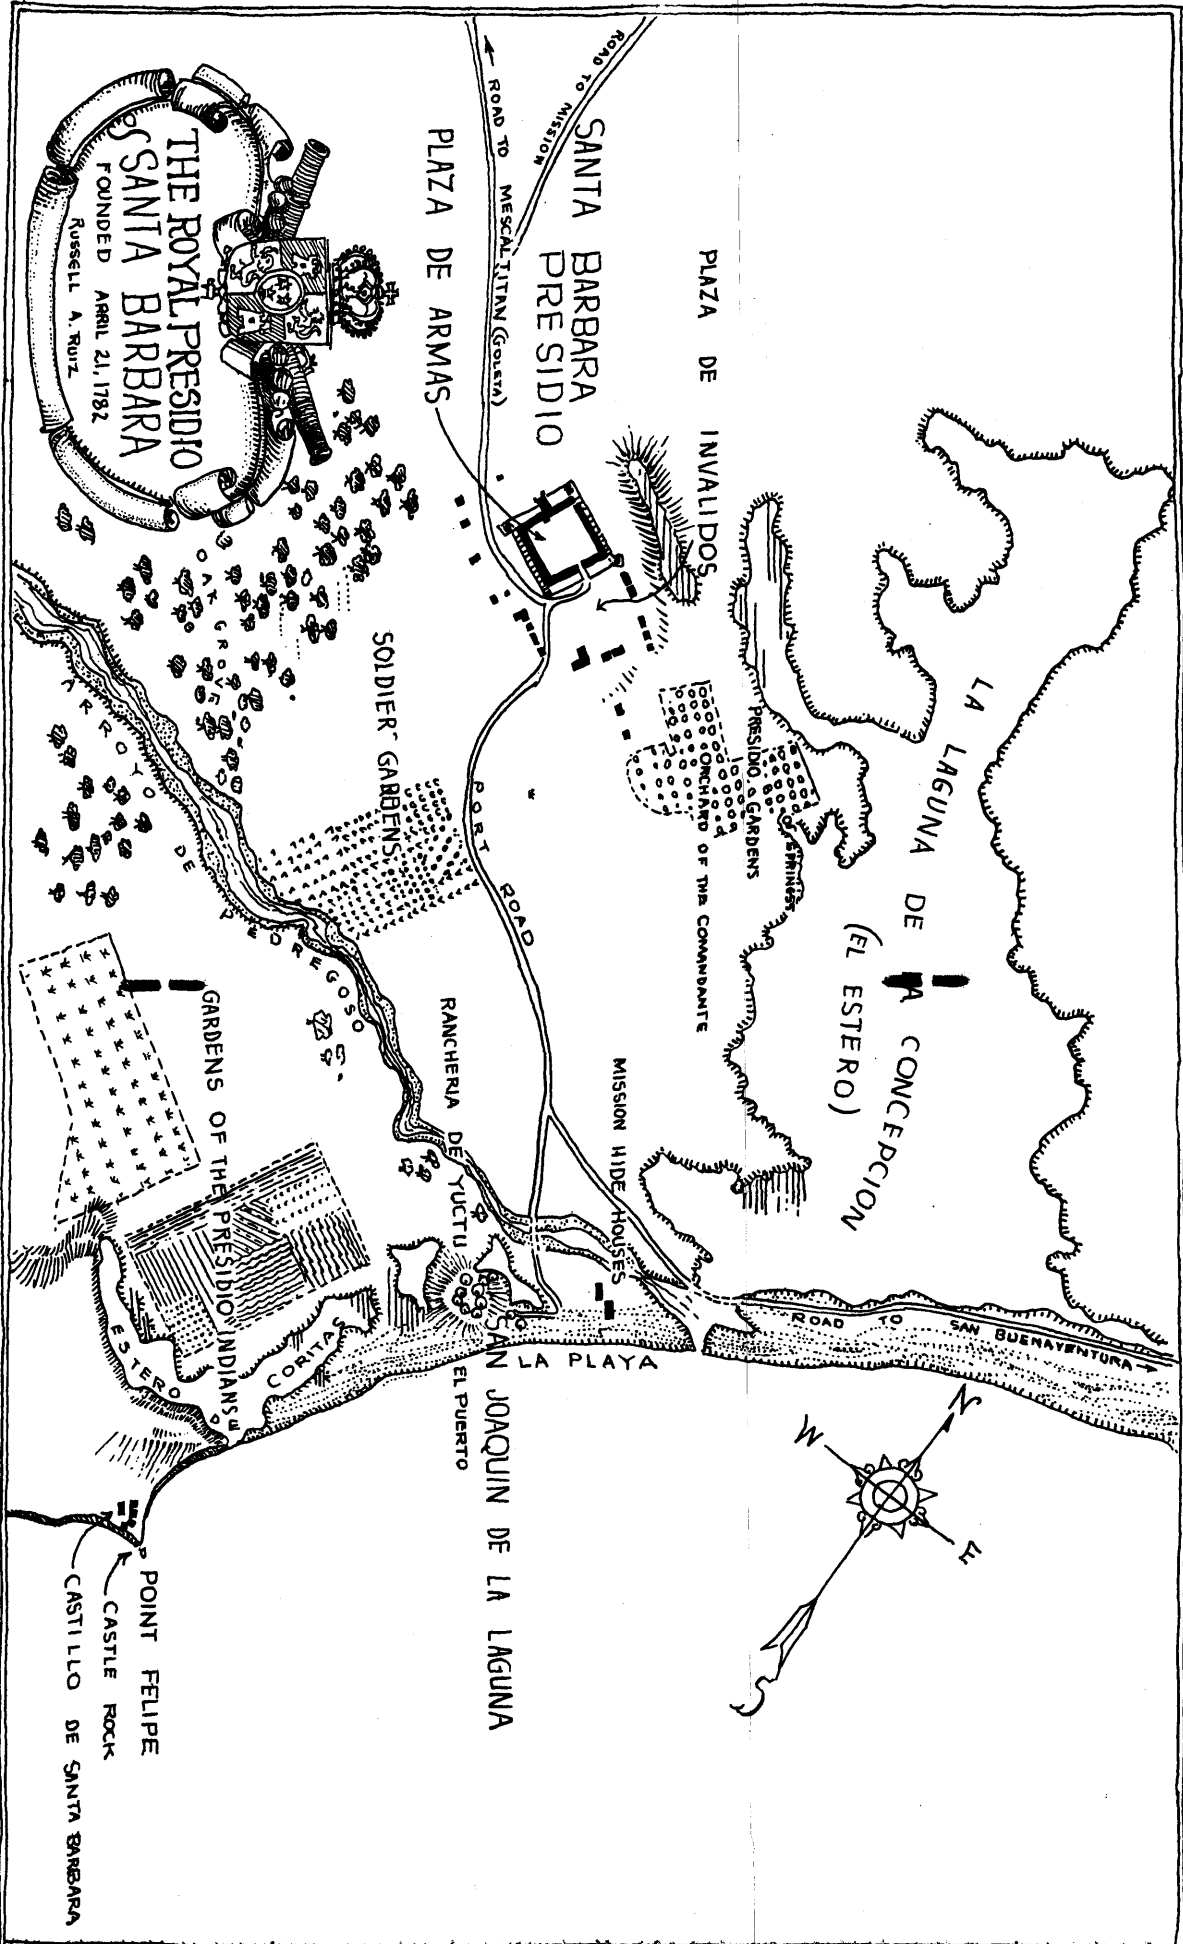 THE ROYAL PRESIDIO
OF SANTA BARBARA
FOUNDED APRIL 21, 1782
RUSSELL A. RUIZ
ROAD TO MISSION
← ROAD TO MESCALTITAN (GOLETA)
SANTA BARBARA
PRESIDIO
PLAZA DE ARMAS
PLAZA DE INVALIDOS
LA LAGUNA DE LA CONCEPCION
(EL ESTERO)
PRESIDIO GARDENS
SPRINGS
ORCHARD OF THE COMANDANTE
OAK GROVES
SOLDIER GARDENS
PORT ROAD
ARROYO DE PEDREGOSO
RANCHERIA DE YUCTU
MISSION HIDE HOUSES
GARDENS OF THE PRESIDIO INDIANS
ESTERO
CORITAS
LA PLAYA
EL PUERTO
SAN JOAQUIN DE LA LAGUNA
ROAD TO SAN BUENAVENTURA →
N
W
E
POINT FELIPE
CASTLE ROCK
CASTILLO DE SANTA BARBARA